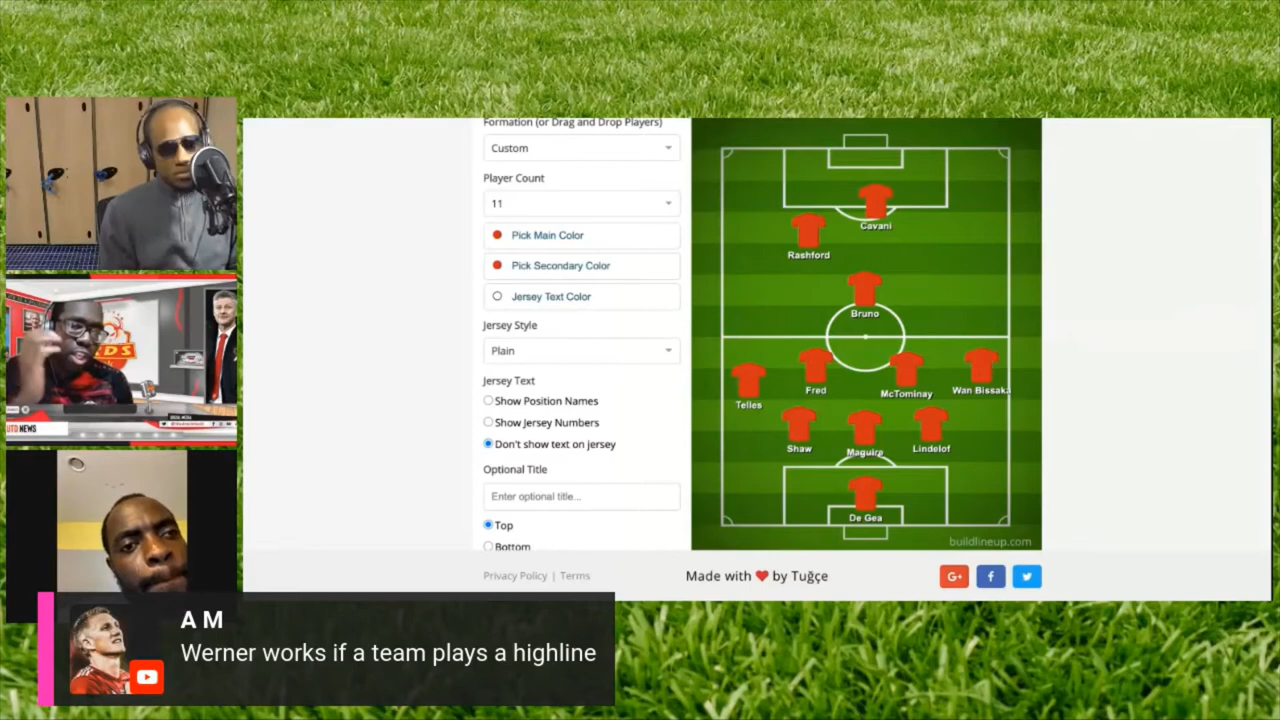 Formation (or Drag and Drop Players)
Custom
Player Count
11
Pick Main Color
Pick Secondary Color
Jersey Text Color
Jersey Style
Plain
Jersey Text
Show Position Names
Show Jersey Numbers
Don't show text on jersey
Optional Title
Enter optional title...
Top
Bottom
Cavani
Rashford
Bruno
Fred
McTominay
Wan Bissaka
Telles
Shaw
Maguire
Lindelof
De Gea
buildlineup.com
Privacy Policy | Terms
Made with ❤ by Tuğçe
G+
NEWS
A M
Werner works if a team plays a highline